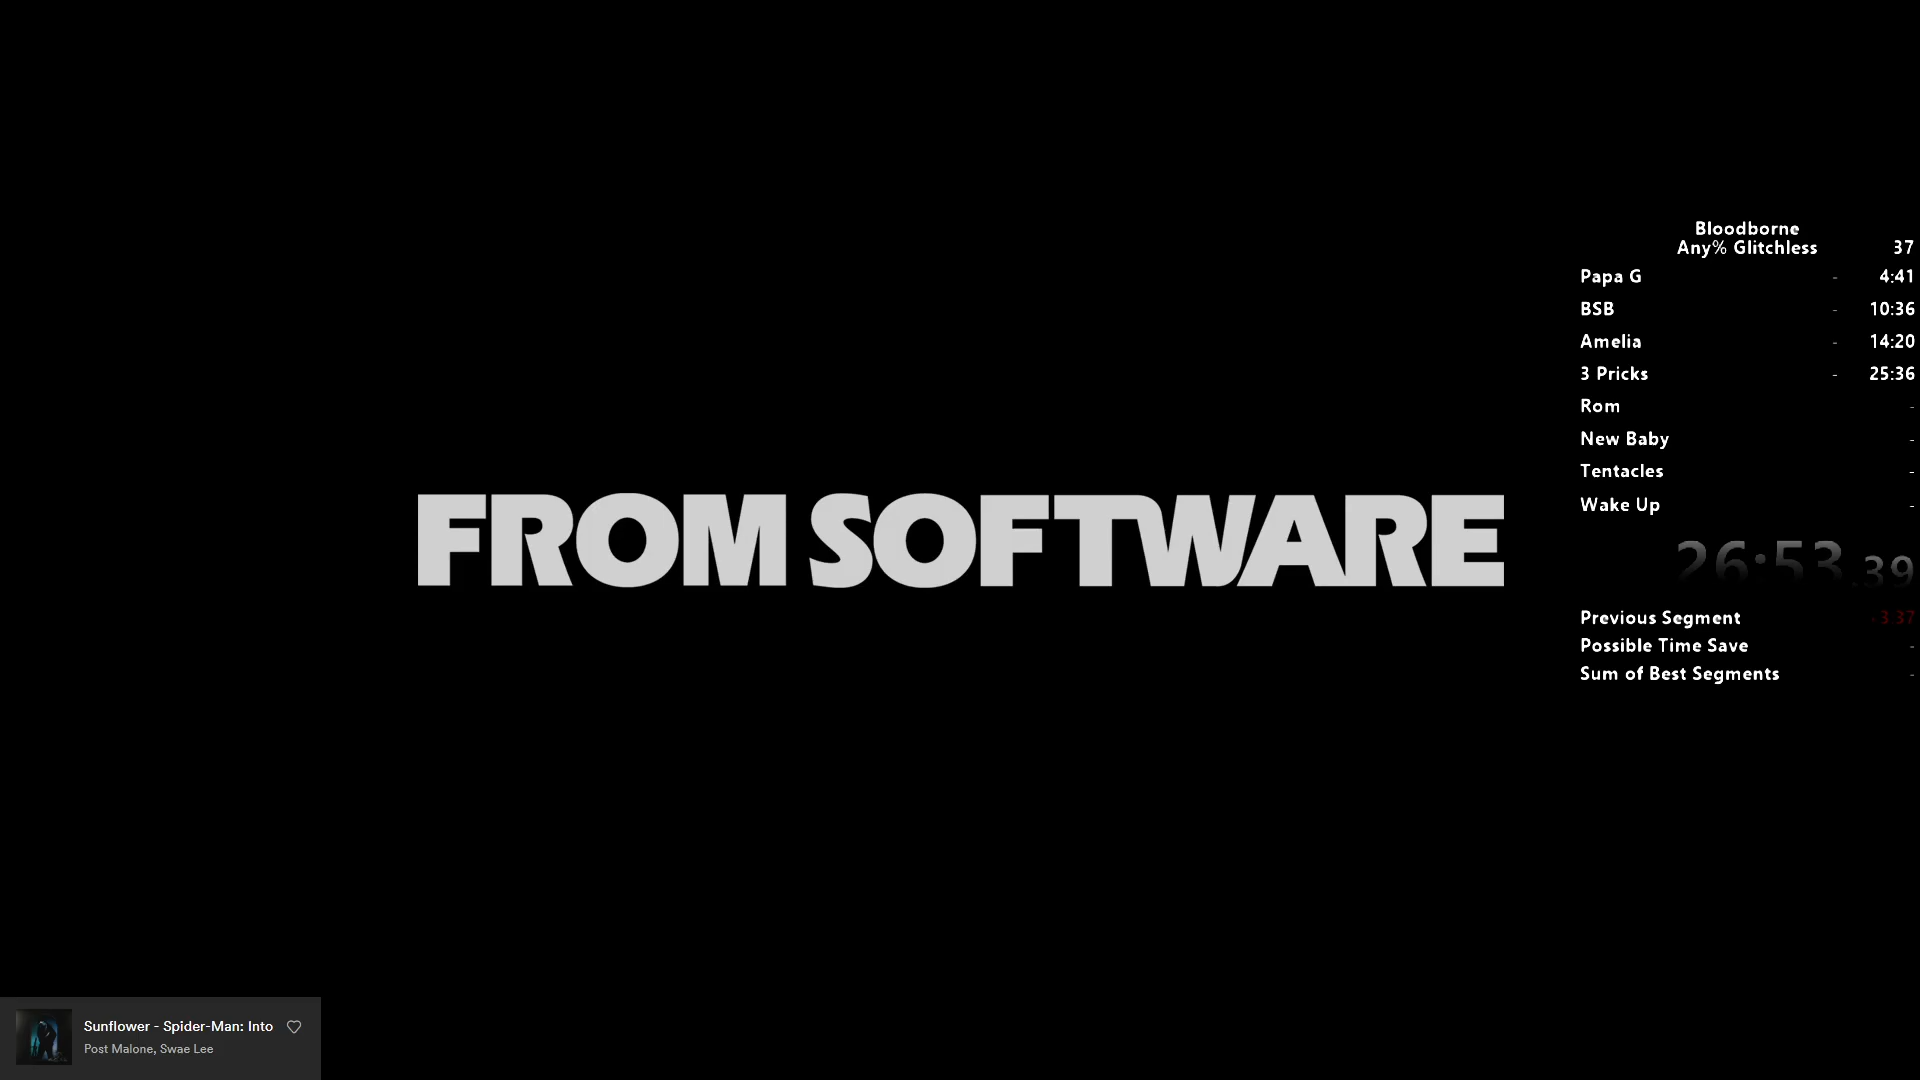 Bloodborne
Any% Glitchless 37
Papa G - 4:41
BSB - 10:36
Amelia - 14:20
3 Pricks - 25:36
Rom -
New Baby -
Tentacles -
Wake Up -
FROM SOFTWARE
26:53.39
Previous Segment -3:37
Possible Time Save -
Sum of Best Segments -
Sunflower - Spider-Man: Into
Post Malone, Swae Lee